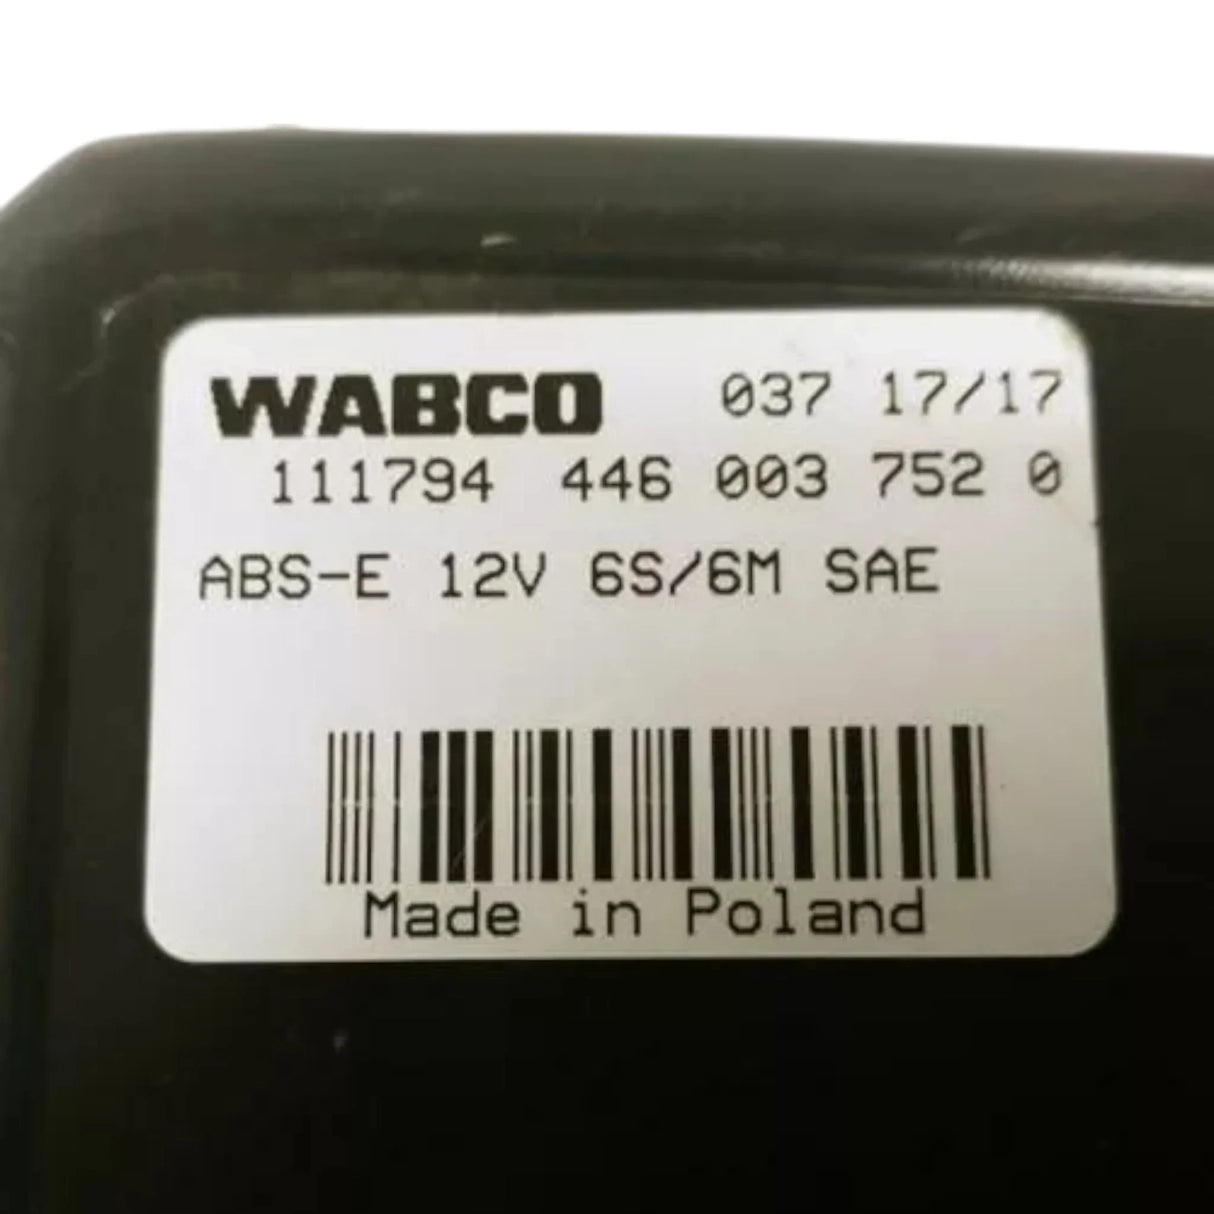 WABCO 037 17/17
111794 446 003 752 0
ABS-E 12V 6S/6M SAE
Made in Poland